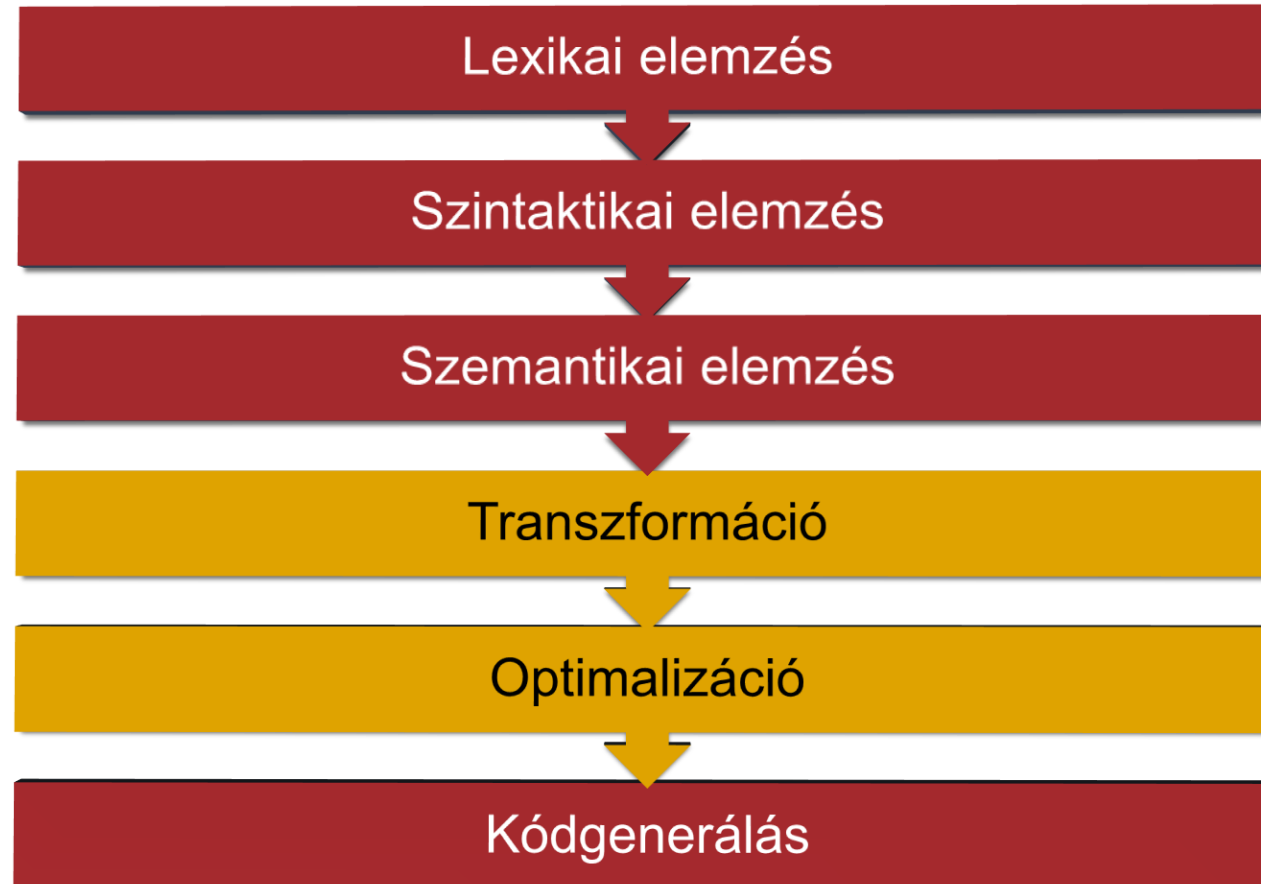 Lexikai elemzés
Szintaktikai elemzés
Szemantikai elemzés
Transzformáció
Optimalizáció
Kódgenerálás